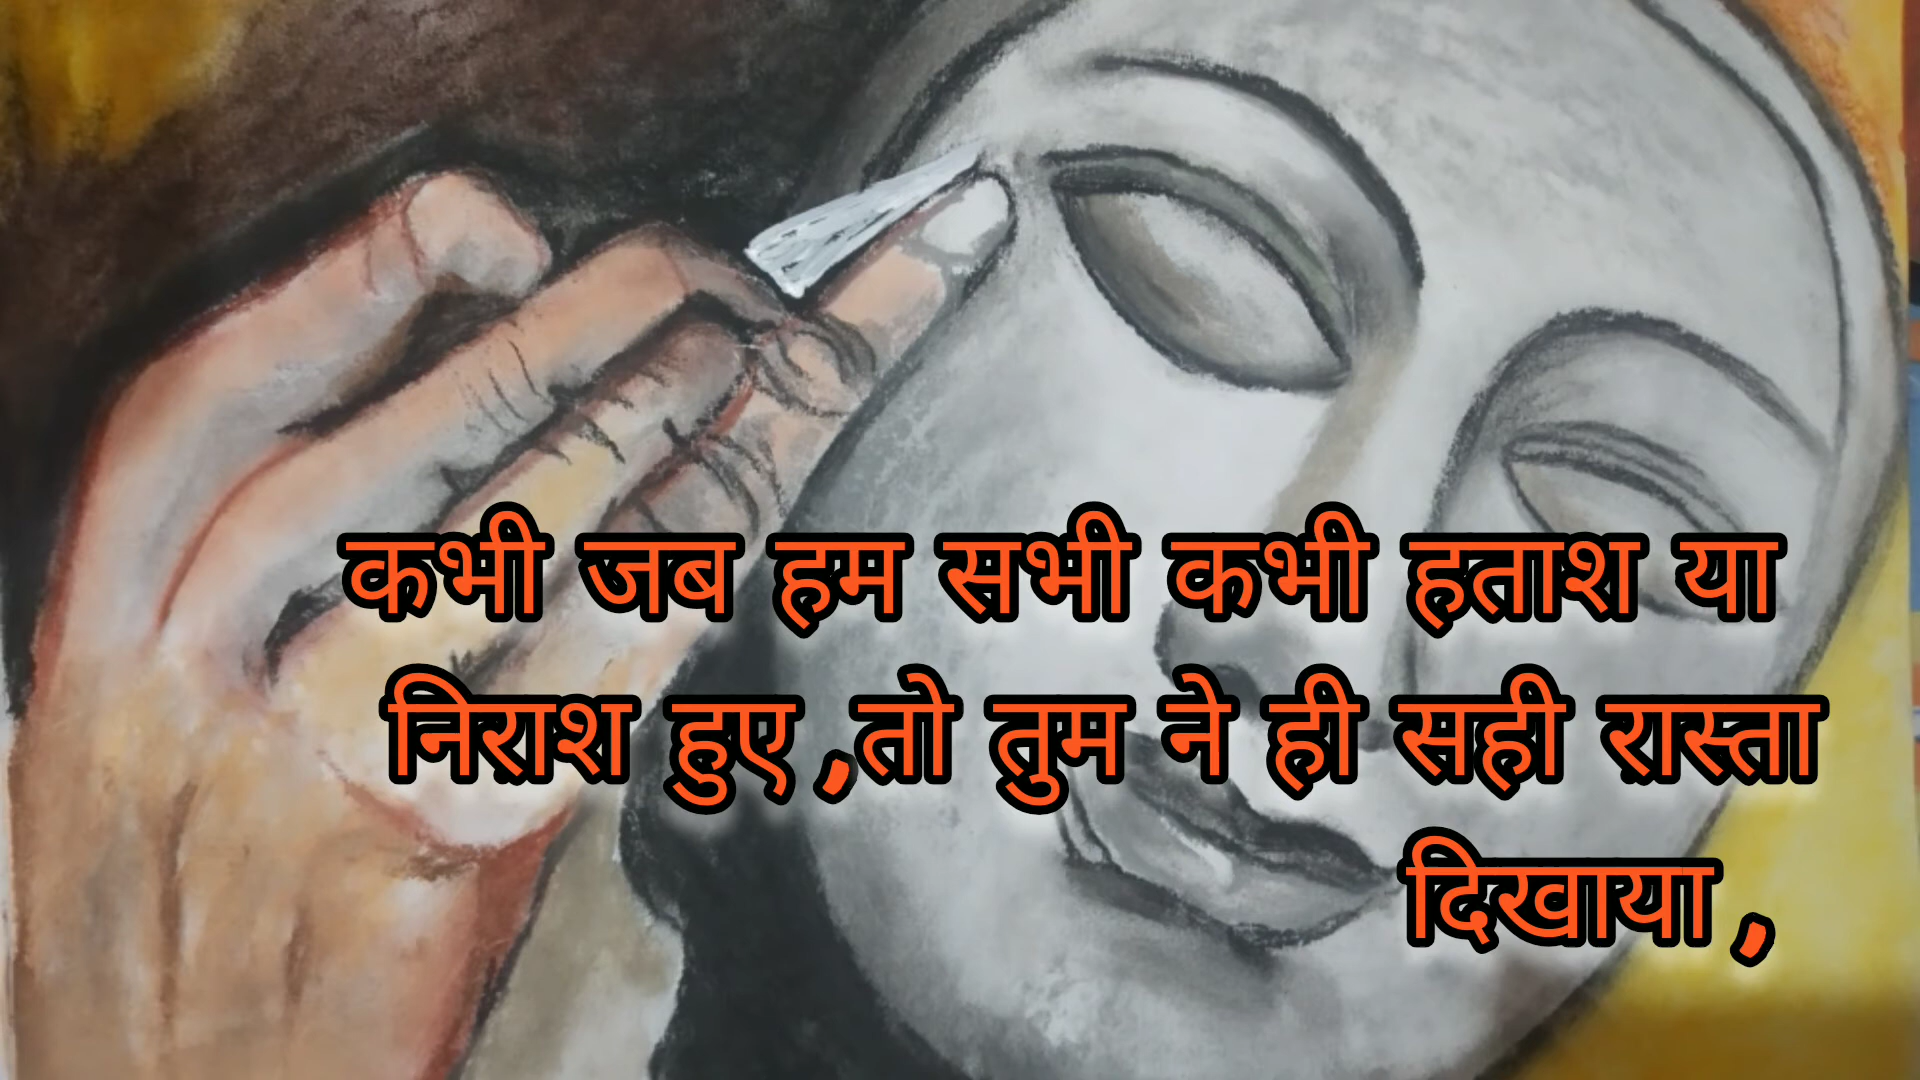 कभी जब हम सभी कभी हताश या
निराश हुए ,तो तुम ने ही सही रास्ता
दिखाया ,